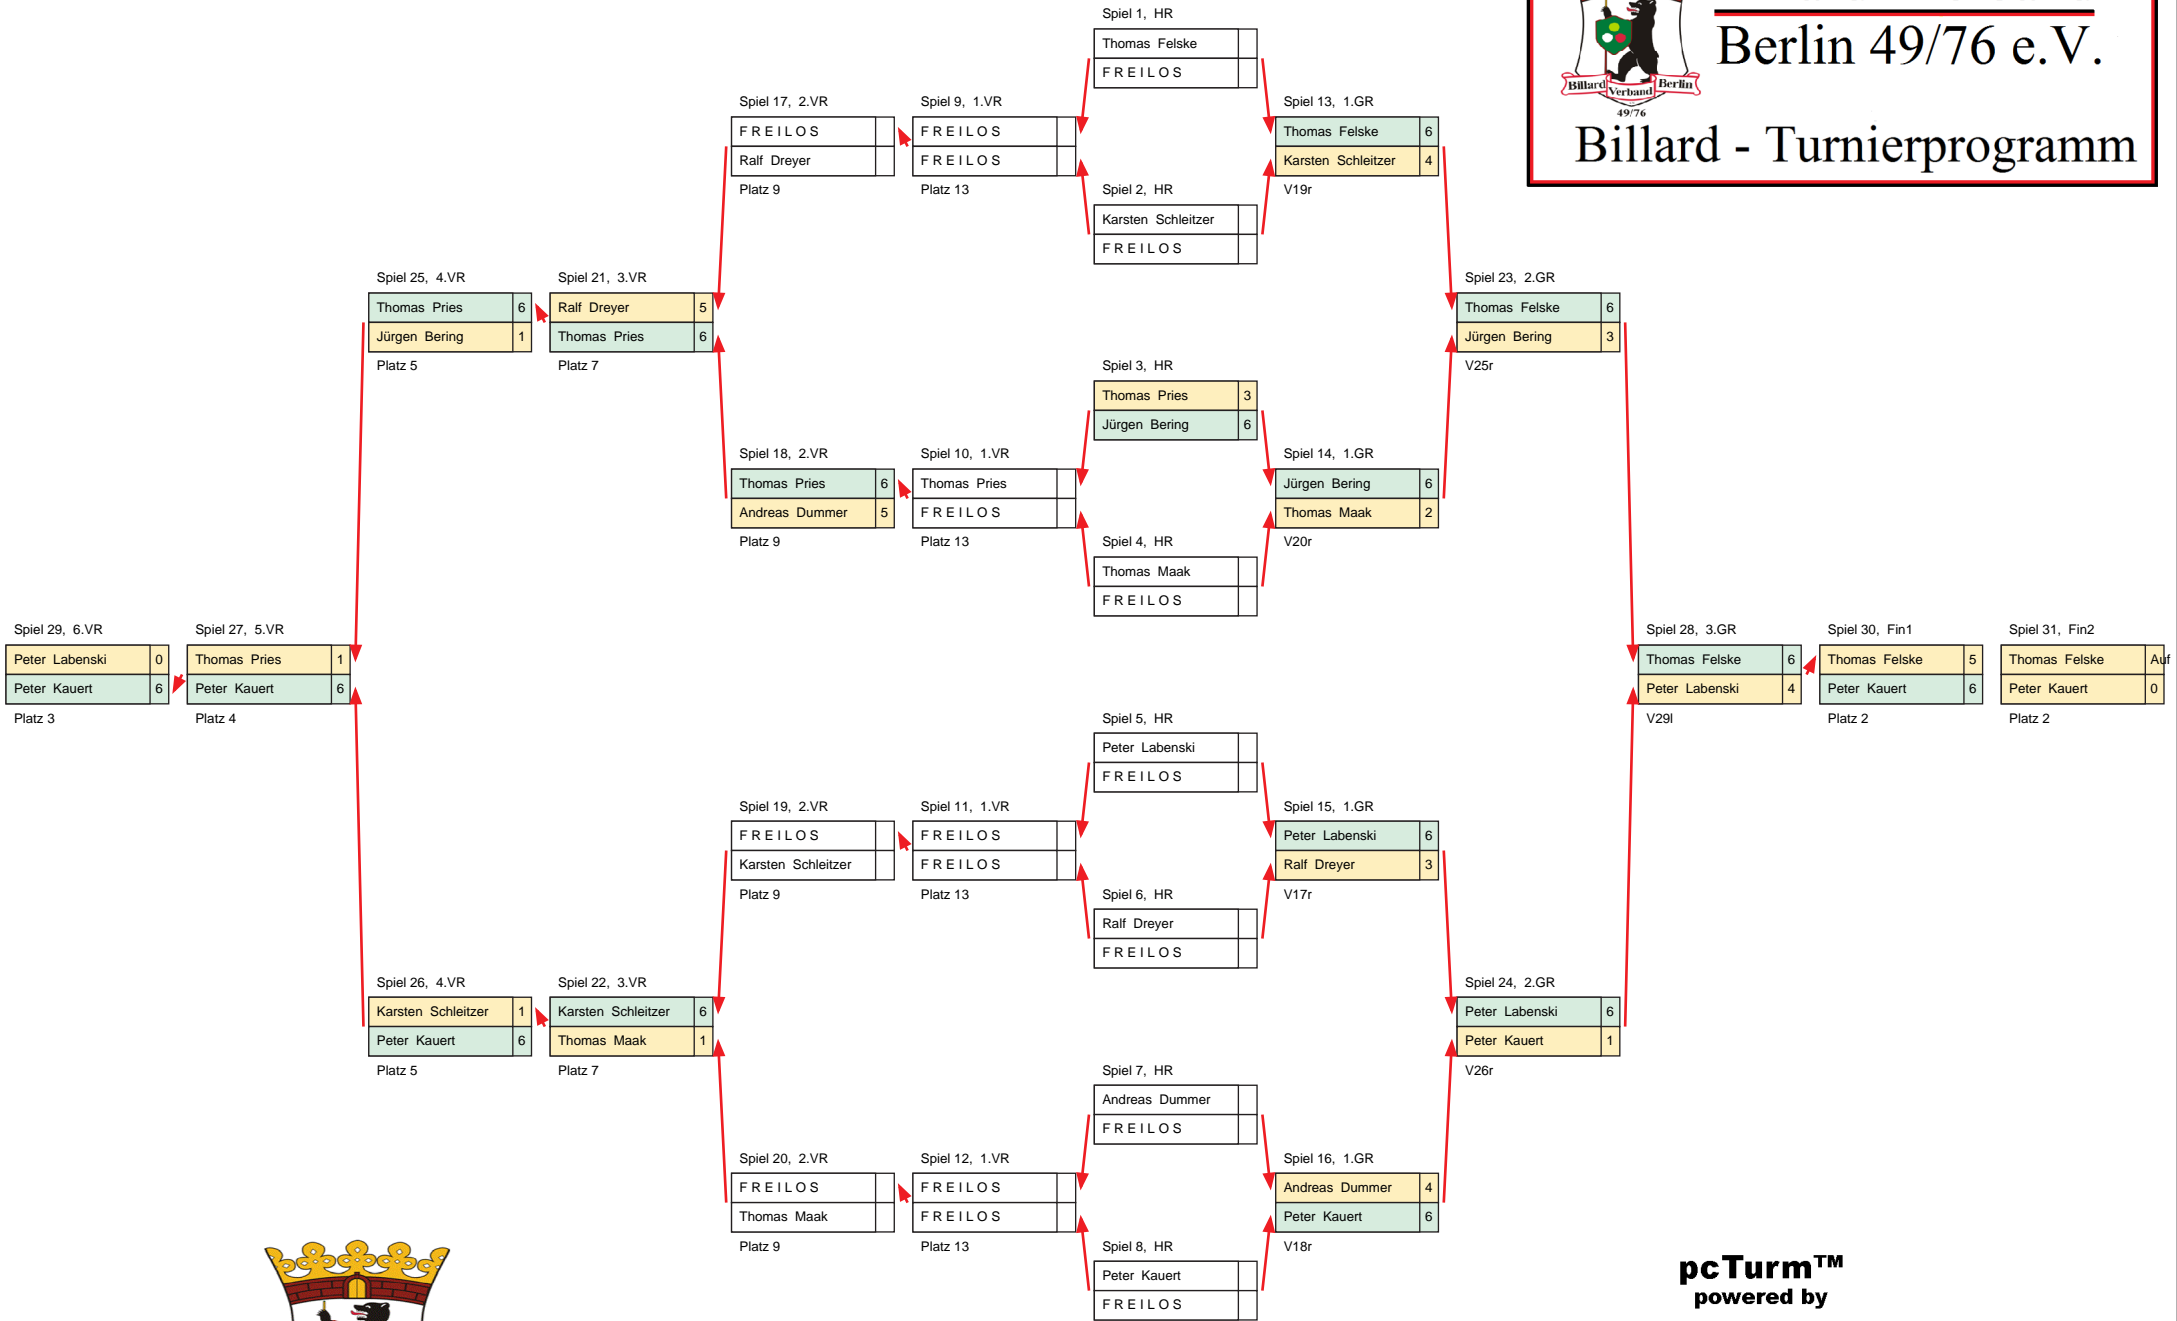 Spiel 1, HR
Thomas Felske
FREILOS
Spiel 2, HR
Karsten Schleitzer
FREILOS
Spiel 3, HR
Thomas Pries 3
Jürgen Bering 6
Spiel 4, HR
Thomas Maak
FREILOS
Spiel 5, HR
Peter Labenski
FREILOS
Spiel 6, HR
Ralf Dreyer
FREILOS
Spiel 7, HR
Andreas Dummer
FREILOS
Spiel 8, HR
Peter Kauert
FREILOS
Spiel 9, 1.VR
FREILOS
FREILOS
Platz 13
Spiel 10, 1.VR
Thomas Pries
FREILOS
Platz 13
Spiel 11, 1.VR
FREILOS
FREILOS
Platz 13
Spiel 12, 1.VR
FREILOS
FREILOS
Platz 13
Spiel 13, 1.GR
Thomas Felske 6
Karsten Schleitzer 4
V19r
Spiel 14, 1.GR
Jürgen Bering 6
Thomas Maak 2
V20r
Spiel 15, 1.GR
Peter Labenski 6
Ralf Dreyer 3
V17r
Spiel 16, 1.GR
Andreas Dummer 4
Peter Kauert 6
V18r
Spiel 17, 2.VR
FREILOS
Ralf Dreyer
Platz 9
Spiel 18, 2.VR
Thomas Pries 6
Andreas Dummer 5
Platz 9
Spiel 19, 2.VR
FREILOS
Karsten Schleitzer
Platz 9
Spiel 20, 2.VR
FREILOS
Thomas Maak
Platz 9
Spiel 21, 3.VR
Ralf Dreyer 5
Thomas Pries 6
Platz 7
Spiel 22, 3.VR
Karsten Schleitzer 6
Thomas Maak 1
Platz 7
Spiel 23, 2.GR
Thomas Felske 6
Jürgen Bering 3
V25r
Spiel 24, 2.GR
Peter Labenski 6
Peter Kauert 1
V26r
Spiel 25, 4.VR
Thomas Pries 6
Jürgen Bering 1
Platz 5
Spiel 26, 4.VR
Karsten Schleitzer 1
Peter Kauert 6
Platz 5
Spiel 27, 5.VR
Thomas Pries 1
Peter Kauert 6
Platz 4
Spiel 28, 3.GR
Thomas Felske 6
Peter Labenski 4
V29l
Spiel 29, 6.VR
Peter Labenski 0
Peter Kauert 6
Platz 3
Spiel 30, Fin1
Thomas Felske 5
Peter Kauert 6
Platz 2
Spiel 31, Fin2
Thomas Felske Auf
Peter Kauert 0
Platz 2
Berlin 49/76 e.V.
Billard Verband Berlin
49/76
Billard - Turnierprogramm
pcTurm™
powered by